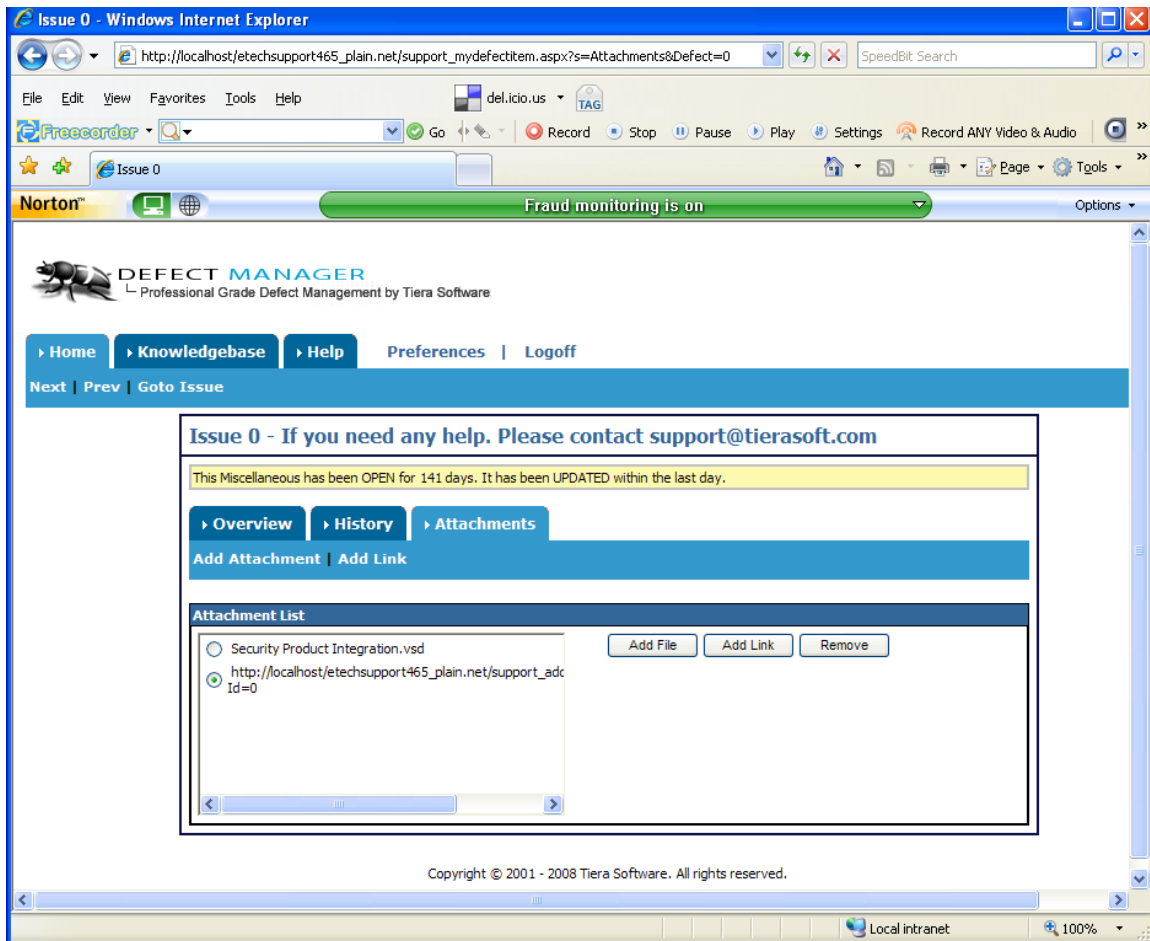 Issue 0 - Windows Internet Explorer
http://localhost/etechsupport465_plain.net/support_mydefectitem.aspx?s=Attachments&Defect=0 SpeedBit Search
File Edit View Favorites Tools Help del.icio.us TAG
Freecorder Go Record Stop Pause Play Settings Record ANY Video & Audio »
Issue 0 Page Tools »
Norton™ Fraud monitoring is on Options
DEFECT MANAGER
Professional Grade Defect Management by Tiera Software
Home Knowledgebase Help Preferences | Logoff
Next | Prev | Goto Issue
Issue 0 - If you need any help. Please contact support@tierasoft.com
This Miscellaneous has been OPEN for 141 days. It has been UPDATED within the last day.
Overview History Attachments
Add Attachment | Add Link
Attachment List
Security Product Integration.vsd Add File Add Link Remove
http://localhost/etechsupport465_plain.net/support_adc
Id=0
Copyright © 2001 - 2008 Tiera Software. All rights reserved.
Local intranet 100%